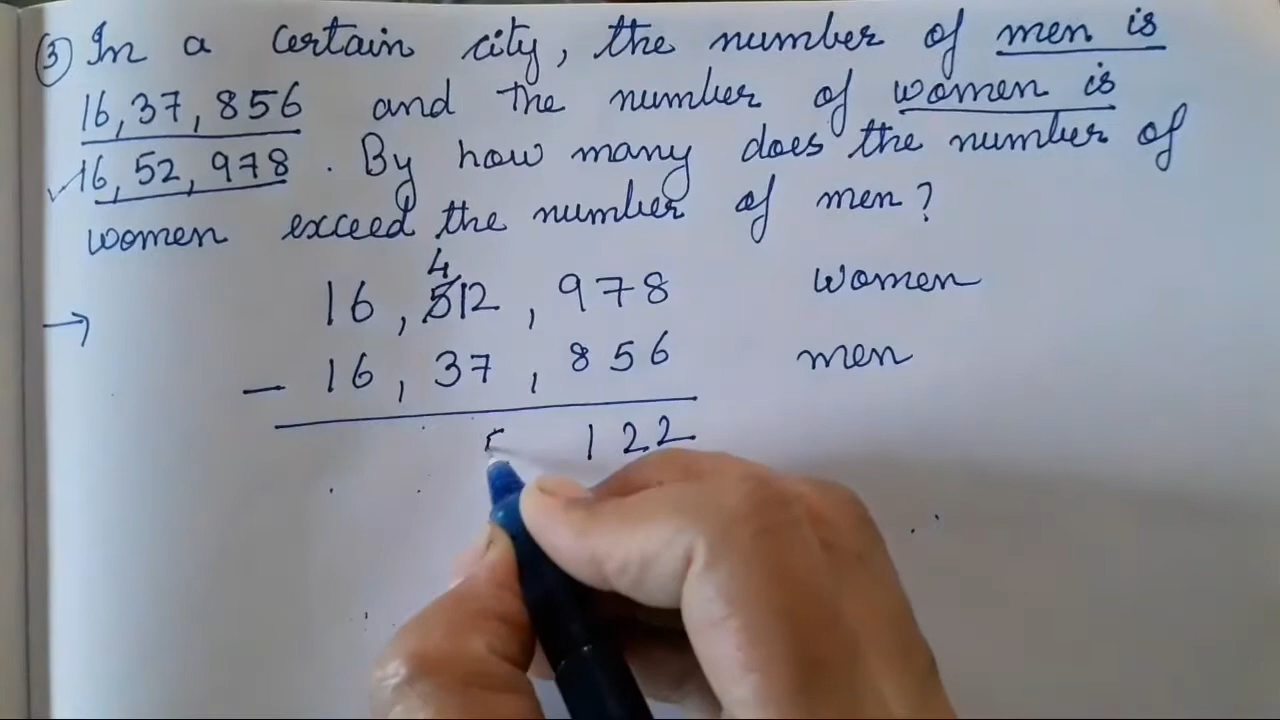 ③ In a certain city, the number of men is
16,37,856 and the number of women is
✓16,52,978. By how many does the number of
women exceed the number of men?
4
→ 16,512,978 women
- 16,37,856 men
5 122